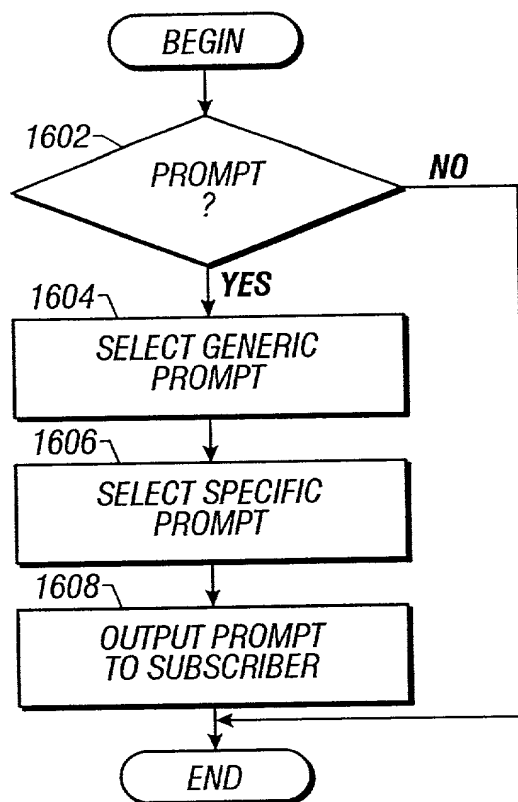 BEGIN
1602
PROMPT
?
NO
YES
1604
SELECT GENERIC
PROMPT
1606
SELECT SPECIFIC
PROMPT
1608
OUTPUT PROMPT
TO SUBSCRIBER
END